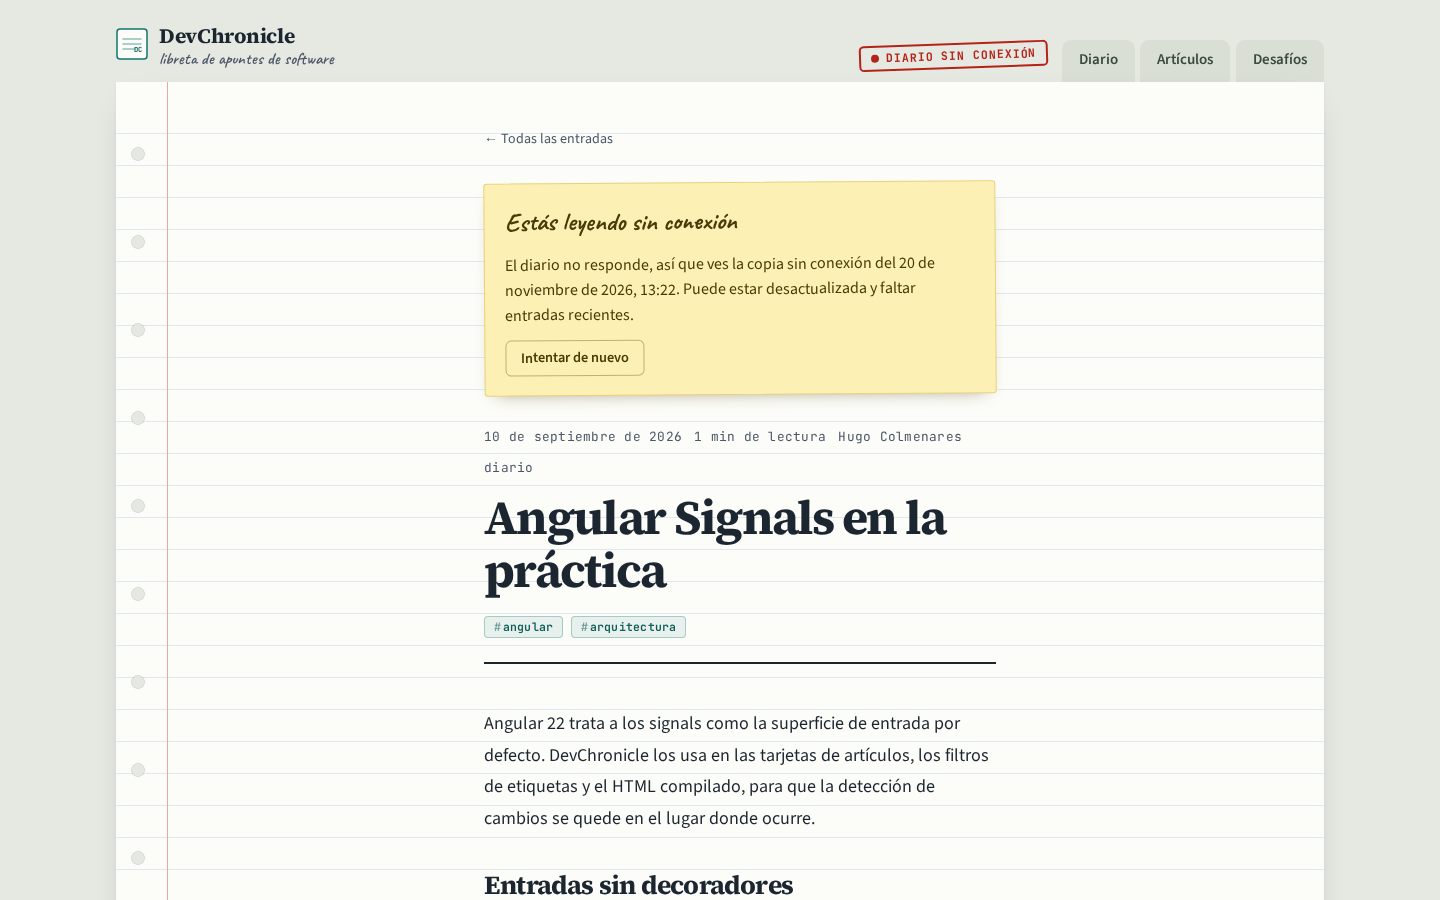 DC
DevChronicle
libreta de apuntes de software
DIARIO SIN CONEXIÓN
Diario
Artículos
Desafíos
← Todas las entradas
Estás leyendo sin conexión
El diario no responde, así que ves la copia sin conexión del 20 de
noviembre de 2026, 13:22. Puede estar desactualizada y faltar
entradas recientes.
Intentar de nuevo
10 de septiembre de 2026 1 min de lectura Hugo Colmenares
diario
Angular Signals en la
práctica
#angular #arquitectura
Angular 22 trata a los signals como la superficie de entrada por
defecto. DevChronicle los usa en las tarjetas de artículos, los filtros
de etiquetas y el HTML compilado, para que la detección de
cambios se quede en el lugar donde ocurre.
Entradas sin decoradores